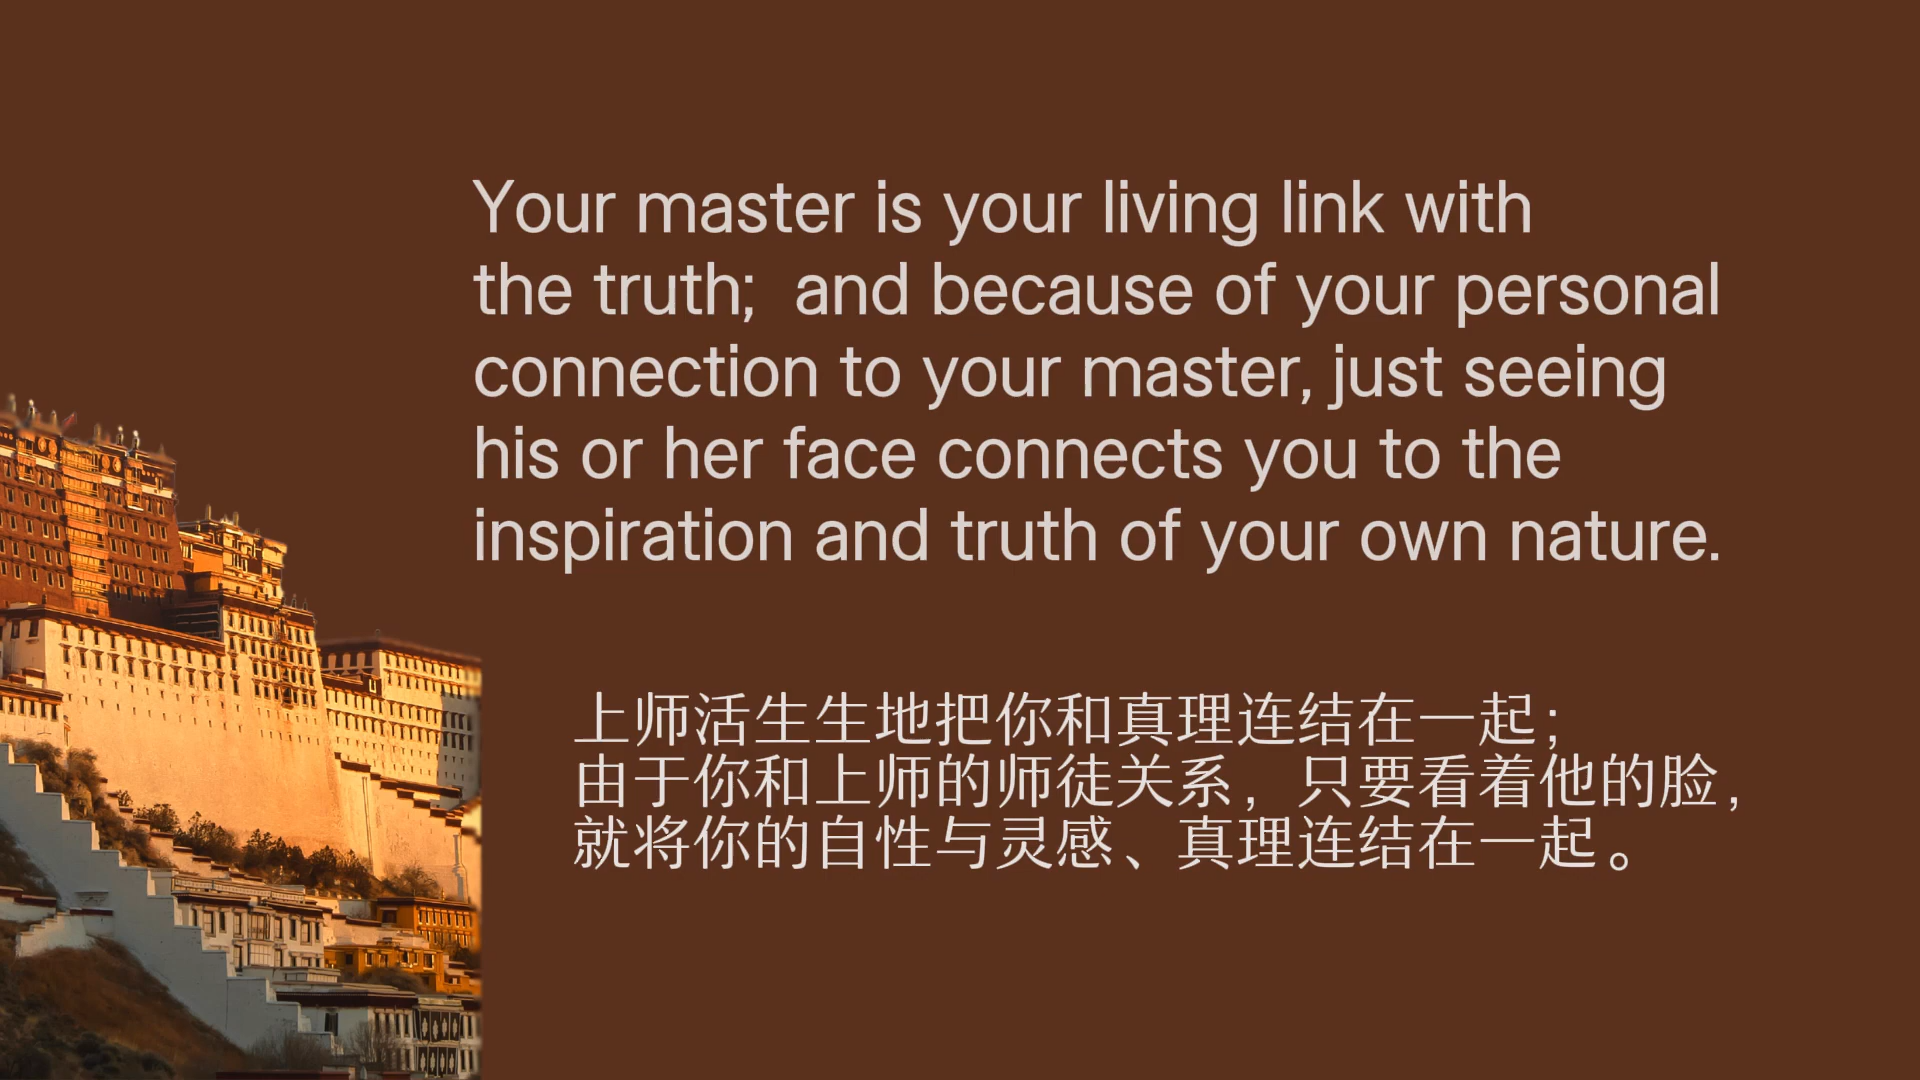 Your master is your living link with
the truth;  and because of your personal
connection to your master, just seeing
his or her face connects you to the
inspiration and truth of your own nature.
上师活生生地把你和真理连结在一起；
由于你和上师的师徒关系，只要看着他的脸，
就将你的自性与灵感、真理连结在一起。